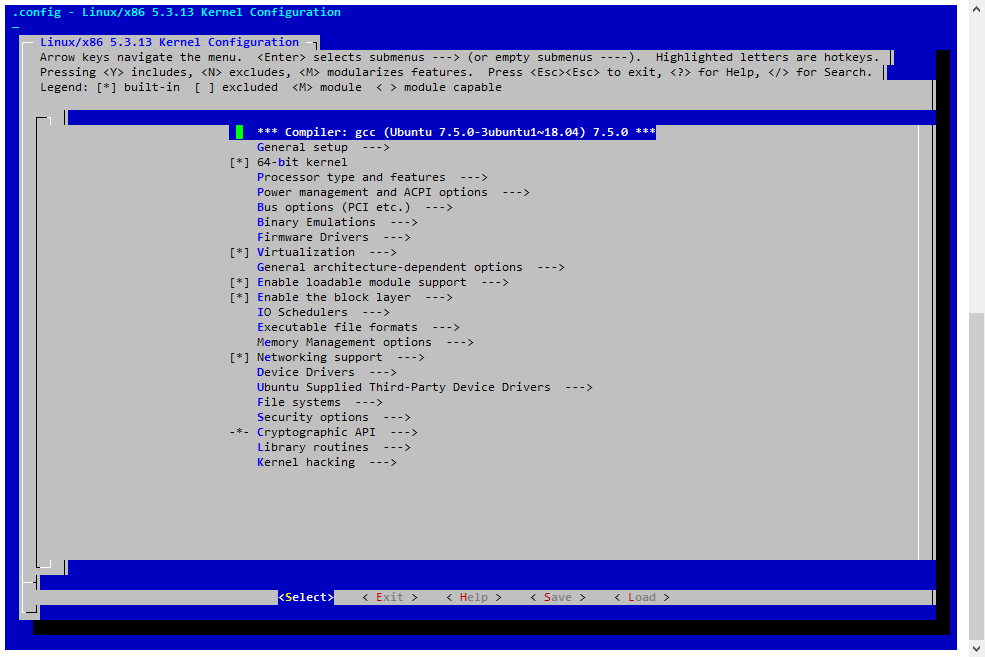 .config - Linux/x86 5.3.13 Kernel Configuration
Linux/x86 5.3.13 Kernel Configuration
Arrow keys navigate the menu.  <Enter> selects submenus ---> (or empty submenus ----).  Highlighted letters are hotkeys.
Pressing <Y> includes, <N> excludes, <M> modularizes features.  Press <Esc><Esc> to exit, <?> for Help, </> for Search.
Legend: [*] built-in  [ ] excluded  <M> module  < > module capable
*** Compiler: gcc (Ubuntu 7.5.0-3ubuntu1~18.04) 7.5.0 ***
General setup  --->
[*] 64-bit kernel
Processor type and features  --->
Power management and ACPI options  --->
Bus options (PCI etc.)  --->
Binary Emulations  --->
Firmware Drivers  --->
[*] Virtualization  --->
General architecture-dependent options  --->
[*] Enable loadable module support  --->
[*] Enable the block layer  --->
IO Schedulers  --->
Executable file formats  --->
Memory Management options  --->
[*] Networking support  --->
Device Drivers  --->
Ubuntu Supplied Third-Party Device Drivers  --->
File systems  --->
Security options  --->
-*- Cryptographic API  --->
Library routines  --->
Kernel hacking  --->
<Select>    < Exit >    < Help >    < Save >    < Load >